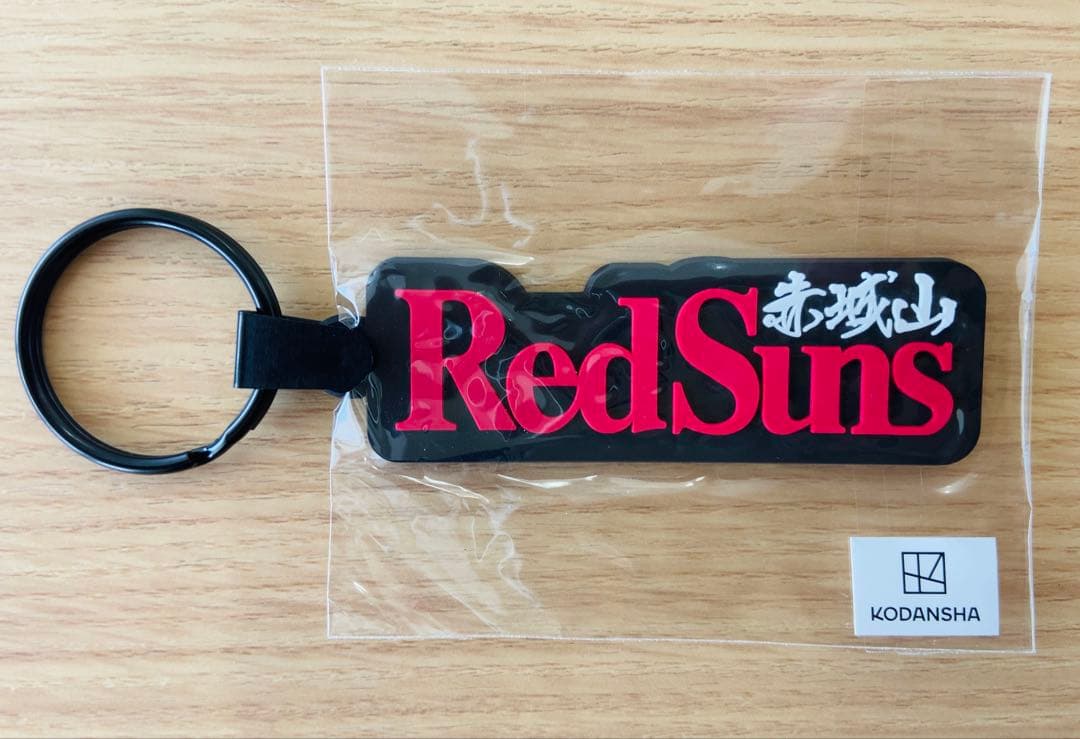 赤城山
RedSuns
KODANSHA